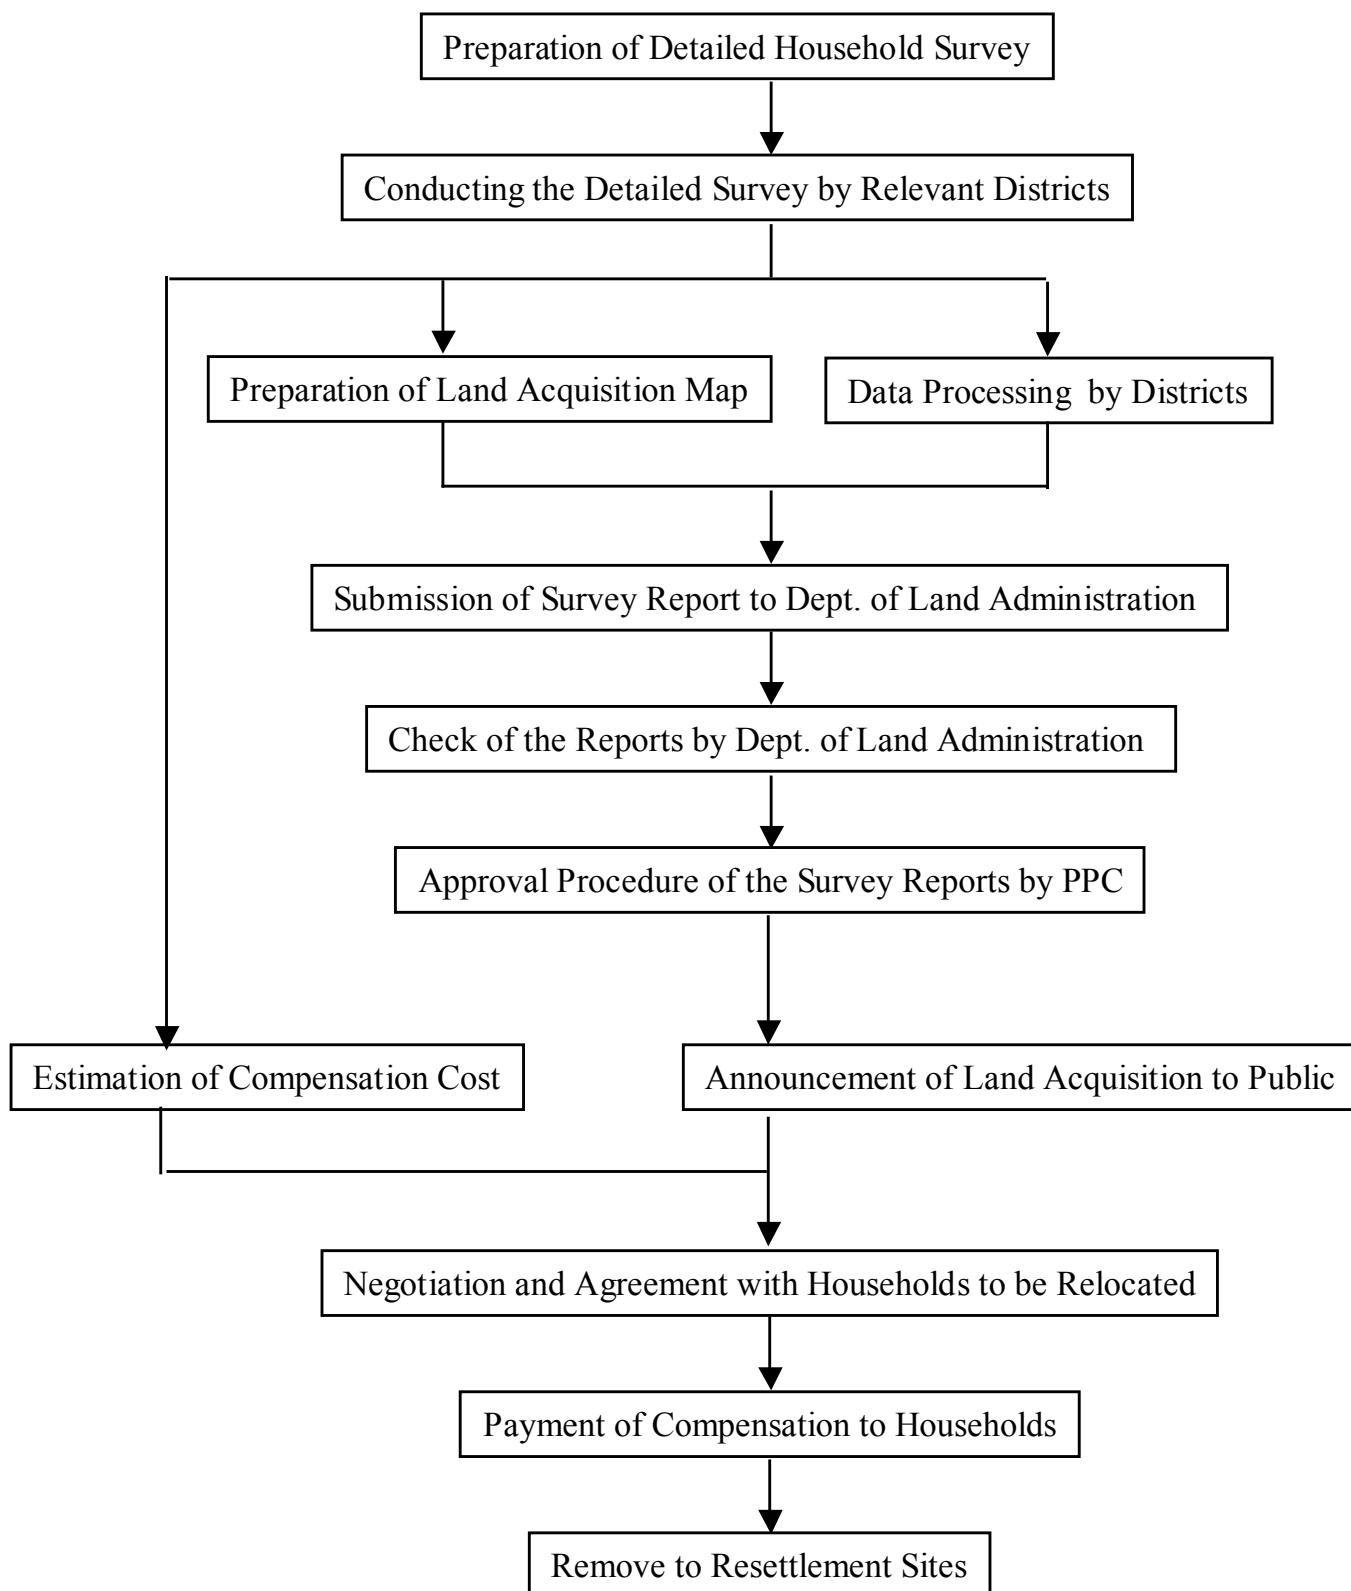 Preparation of Detailed Household Survey
Conducting the Detailed Survey by Relevant Districts
Preparation of Land Acquisition Map
Data Processing by Districts
Submission of Survey Report to Dept. of Land Administration
Check of the Reports by Dept. of Land Administration
Approval Procedure of the Survey Reports by PPC
Estimation of Compensation Cost
Announcement of Land Acquisition to Public
Negotiation and Agreement with Households to be Relocated
Payment of Compensation to Households
Remove to Resettlement Sites